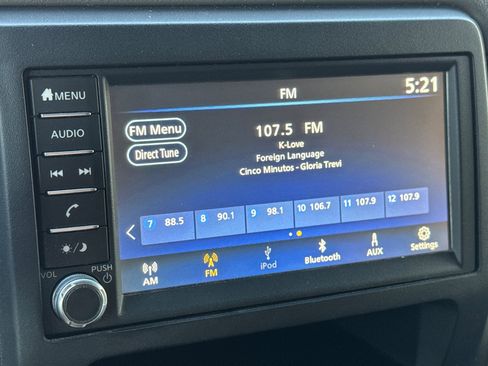 MENU
FM 5:21
AUDIO
FM Menu 107.5 FM
K-Love
Direct Tune Foreign Language
Cinco Minutos - Gloria Trevi
7 88.5 8 90.1 9 98.1 10 106.7 11 107.9 12 107.9
AM FM iPod Bluetooth AUX Settings
VOL PUSH